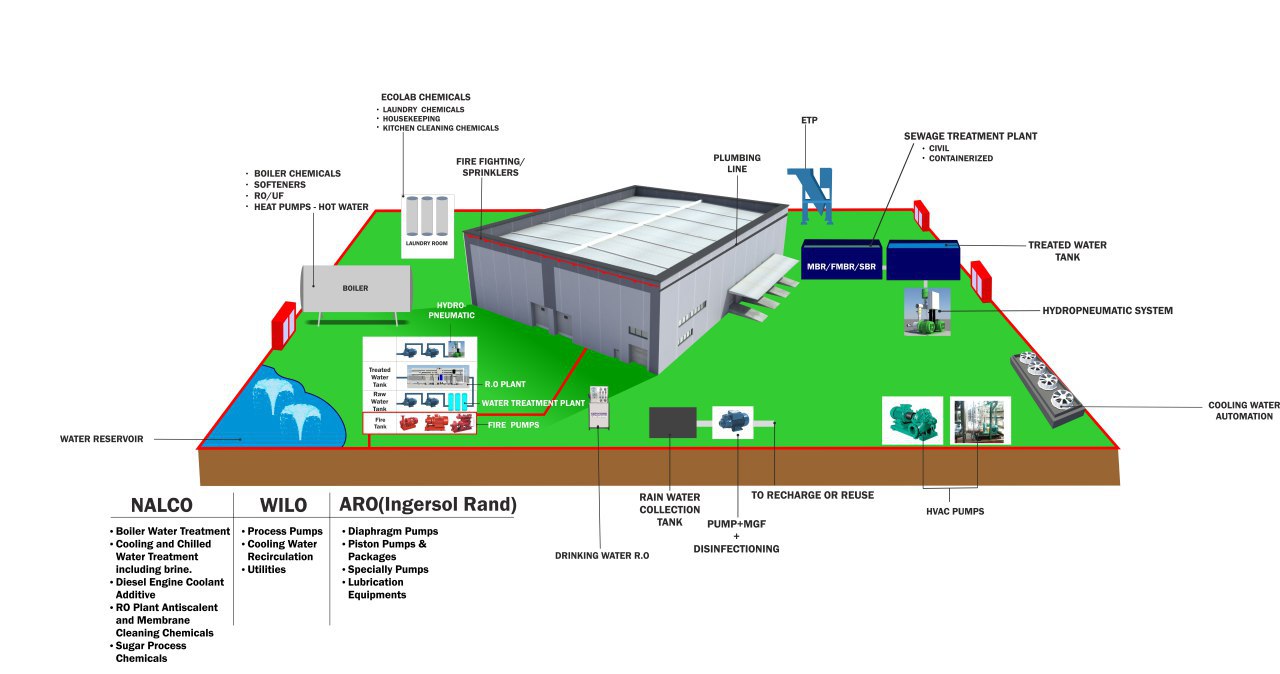 ECOLAB CHEMICALS
· LAUNDRY CHEMICALS
· HOUSEKEEPING
· KITCHEN CLEANING CHEMICALS
ETP
SEWAGE TREATMENT PLANT
· CIVIL
· CONTAINERIZED
FIRE FIGHTING/
SPRINKLERS
PLUMBING
LINE
· BOILER CHEMICALS
· SOFTENERS
· RO/UF
· HEAT PUMPS - HOT WATER
LAUNDRY ROOM
TREATED WATER
TANK
MBR/FMBR/SBR
BOILER
HYDRO-
PNEUMATIC
HYDROPNEUMATIC SYSTEM
Treated
Water
Tank
R.O PLANT
Raw
Water
Tank
WATER TREATMENT PLANT
Fire
Tank
FIRE PUMPS
COOLING WATER
AUTOMATION
WATER RESERVOIR
RAIN WATER
COLLECTION
TANK
TO RECHARGE OR REUSE
PUMP+MGF
+
DISINFECTIONING
HVAC PUMPS
DRINKING WATER R.O
NALCO
• Boiler Water Treatment
• Cooling and Chilled
Water Treatment
including brine.
• Diesel Engine Coolant
Additive
• RO Plant Antiscalent
and Membrane
Cleaning Chemicals
• Sugar Process
Chemicals
WILO
• Process Pumps
• Cooling Water
Recirculation
• Utilities
ARO(Ingersol Rand)
• Diaphragm Pumps
• Piston Pumps &
Packages
• Specially Pumps
• Lubrication
Equipments